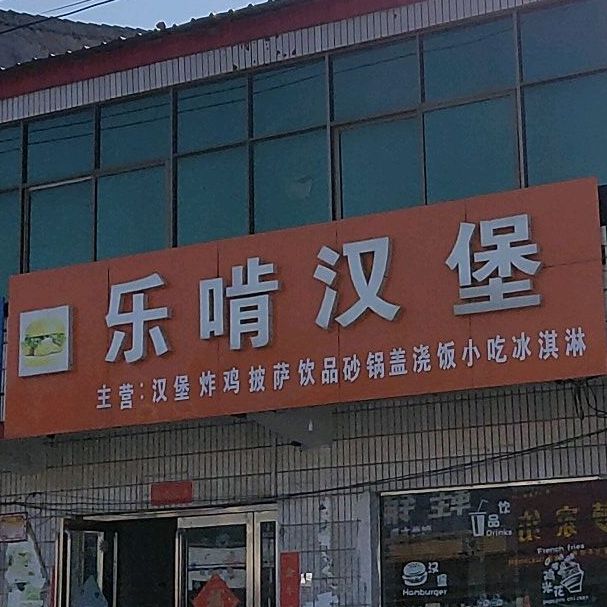 乐啃汉堡
主营：汉堡 炸鸡 披萨 饮品 砂锅 盖浇饭 小吃 冰淇淋
饮品
Drinks
汉堡
Hamburger
French fries